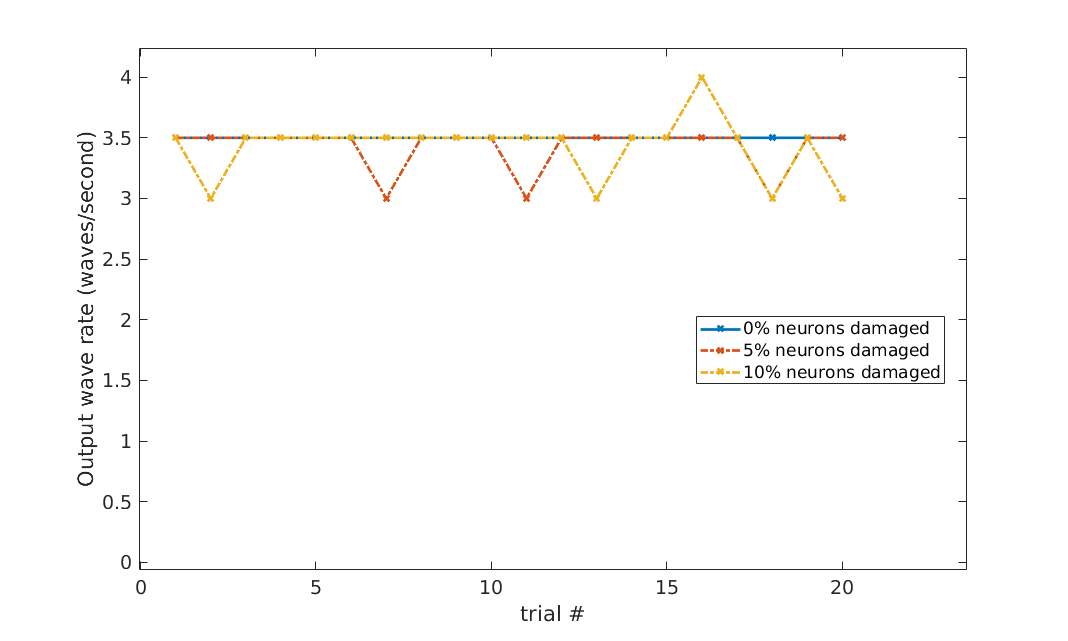 4
3.5
3
2.5
2
1.5
1
0.5
0
Output wave rate (waves/second)
0% neurons damaged
5% neurons damaged
10% neurons damaged
0 5 10 15 20
trial #